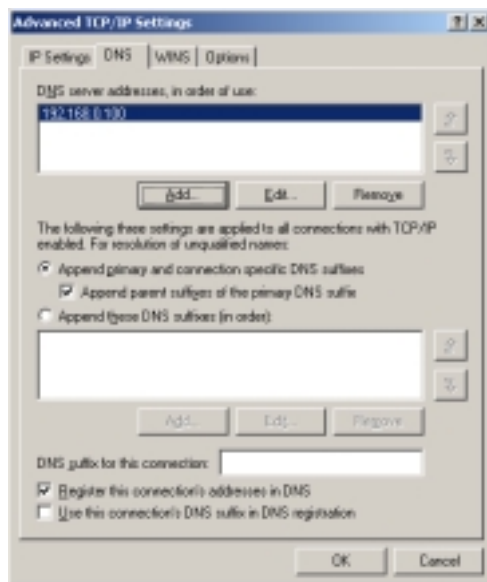 Advanced TCP/IP Settings
IP Settings DNS WINS Options
DNS server addresses, in order of use:
192.168.0.100
Add... Edit... Remove
The following three settings are applied to all connections with TCP/IP
enabled. For resolution of unqualified names:
Append primary and connection specific DNS suffixes
Append parent suffixes of the primary DNS suffix
Append these DNS suffixes (in order):
Add... Edit... Remove
DNS suffix for this connection:
Register this connection's addresses in DNS
Use this connection's DNS suffix in DNS registration
OK Cancel